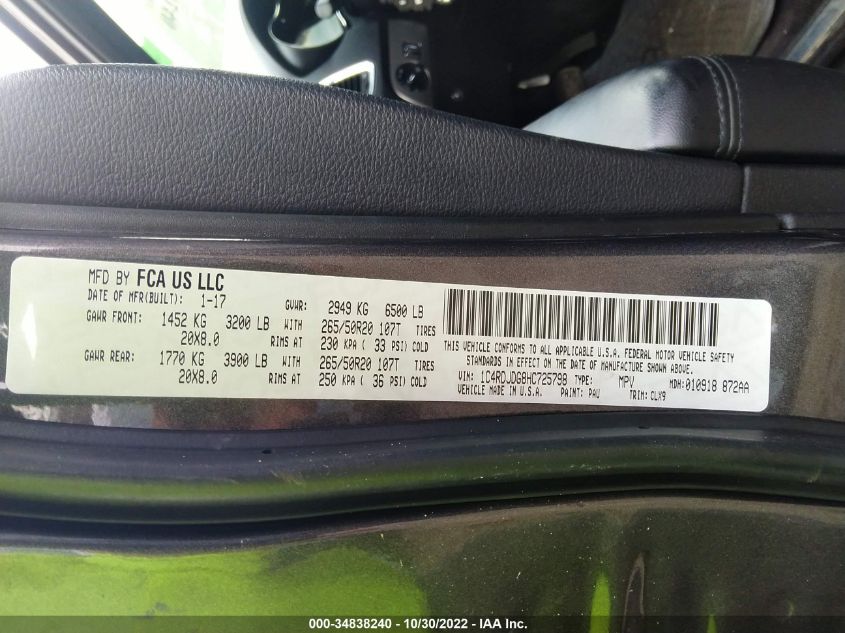 MFD BY FCA US LLC
DATE OF MFR(BUILT): 1-17 GVWR: 2949 KG 6500 LB
GAWR FRONT: 1452 KG 3200 LB WITH 265/50R20 107T TIRES
20X8.0 RIMS AT 230 KPA ( 33 PSI) COLD
GAWR REAR: 1770 KG 3900 LB WITH 265/50R20 107T TIRES
20X8.0 RIMS AT 250 KPA ( 36 PSI) COLD
THIS VEHICLE CONFORMS TO ALL APPLICABLE U.S.A. FEDERAL MOTOR VEHICLE SAFETY
STANDARDS IN EFFECT ON THE DATE OF MANUFACTURE SHOWN ABOVE.
VIN: 1C4RDJDG8HC725798 TYPE: MPV MDH: 010918 872AA
VEHICLE MADE IN U.S.A. PAINT: PAU TRIM: CLX9
000-34838240 - 10/30/2022 - IAA Inc.